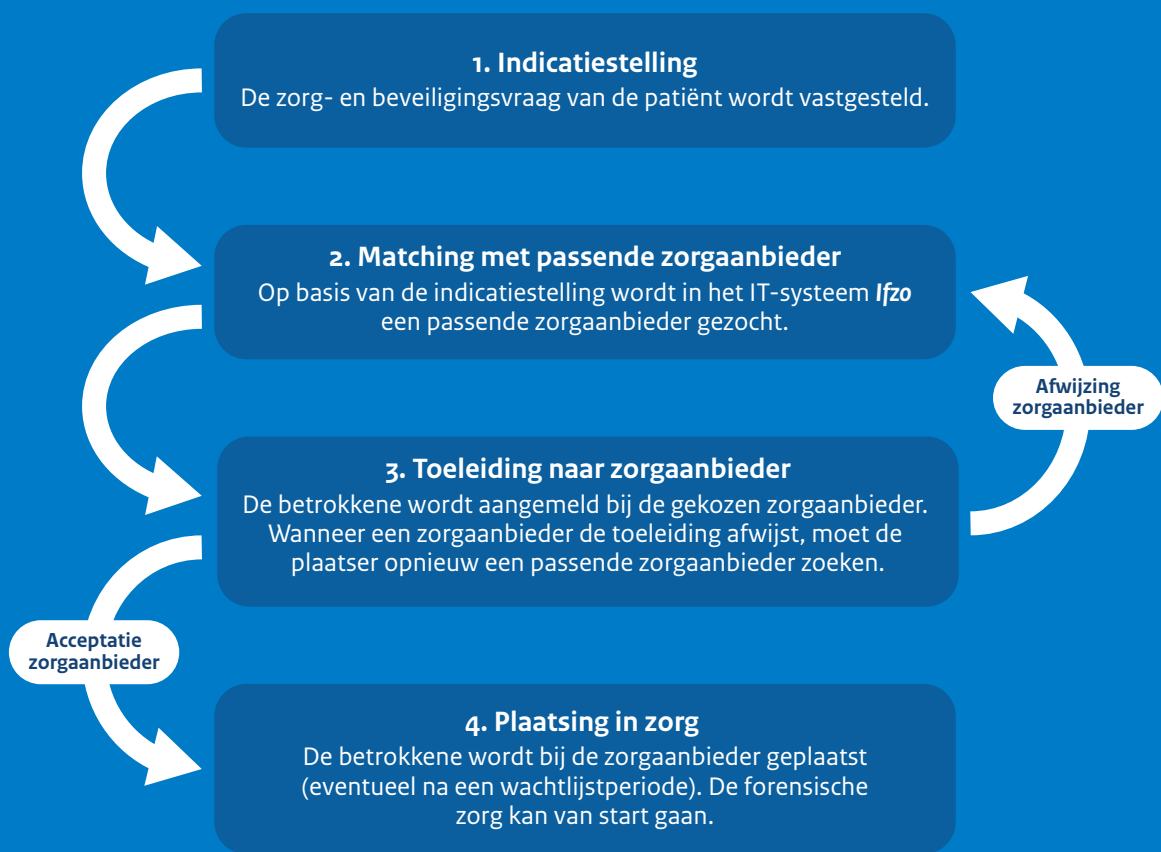 1. Indicatiestelling
De zorg- en beveiligingsvraag van de patiënt wordt vastgesteld.
2. Matching met passende zorgaanbieder
Op basis van de indicatiestelling wordt in het IT-systeem Ifzo
een passende zorgaanbieder gezocht.
Afwijzing
zorgaanbieder
3. Toeleiding naar zorgaanbieder
De betrokkene wordt aangemeld bij de gekozen zorgaanbieder.
Wanneer een zorgaanbieder de toeleiding afwijst, moet de
plaatser opnieuw een passende zorgaanbieder zoeken.
Acceptatie
zorgaanbieder
4. Plaatsing in zorg
De betrokkene wordt bij de zorgaanbieder geplaatst
(eventueel na een wachtlijstperiode). De forensische
zorg kan van start gaan.